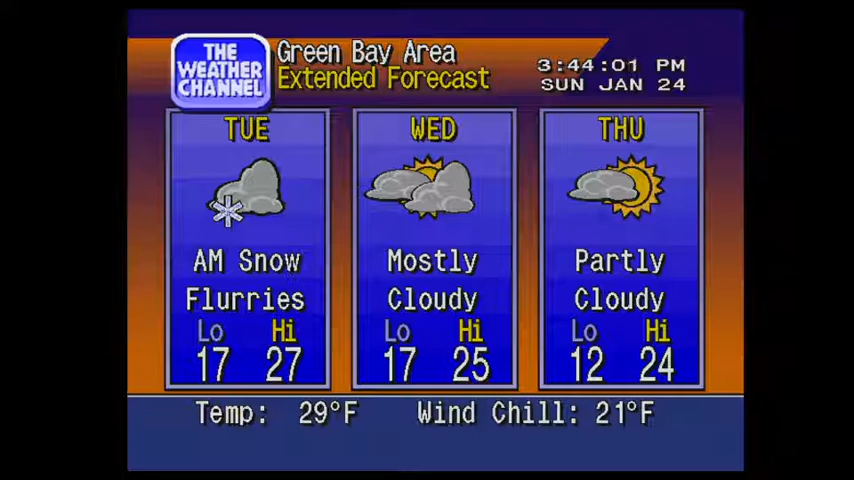 THE
WEATHER
CHANNEL
Green Bay Area
Extended Forecast
3:44:01 PM
SUN JAN 24
TUE
AM Snow
Flurries
Lo Hi
17 27
WED
Mostly
Cloudy
Lo Hi
17 25
THU
Partly
Cloudy
Lo Hi
12 24
Temp: 29°F Wind Chill: 21°F